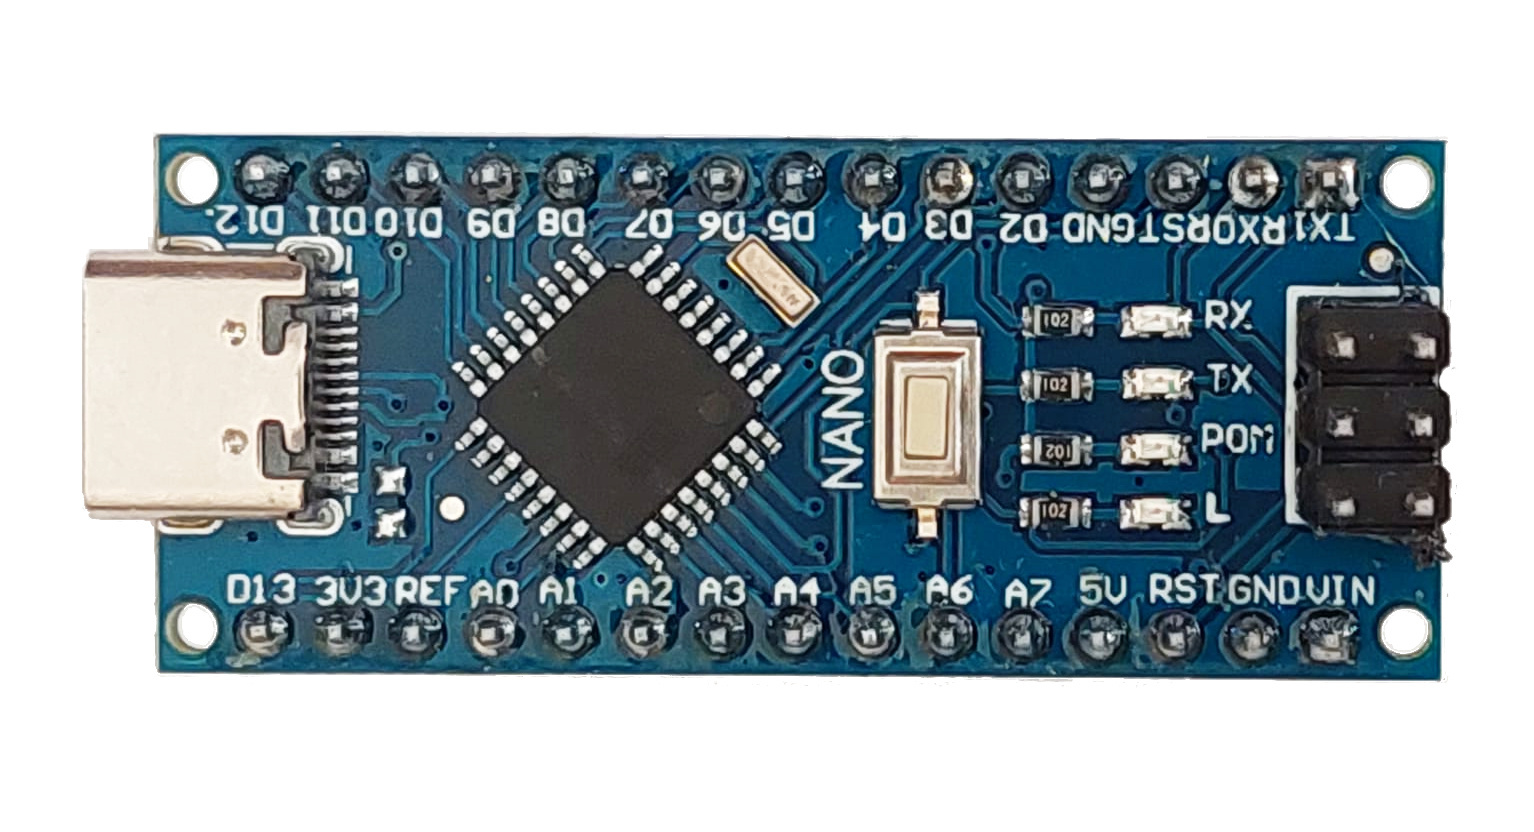 D12 D11 D10 D9 D8 D7 D6 D5 D4 D3 D2 GND RST RX0 TX1
NANO
102 RX
102 TX
102 POW
102 L
D13 3V3 REF A0 A1 A2 A3 A4 A5 A6 A7 5V RST GND VIN